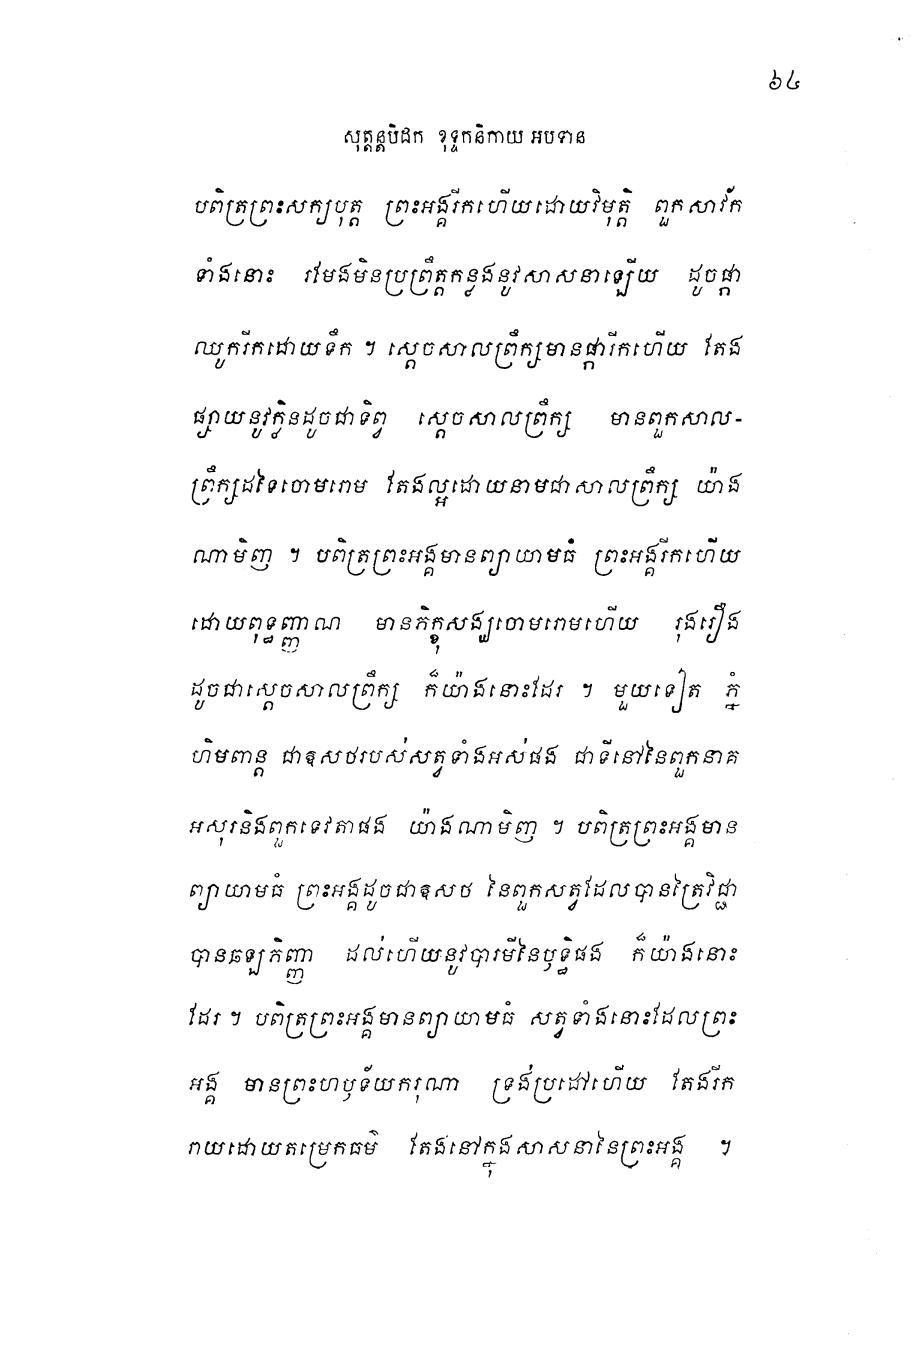 ៦៤
សុត្តន្តបិដក ខុទ្ទកនិកាយ អបទាន
បពិត្រព្រះសក្យបុត្ត ព្រះអង្គរីកហើយដោយវិមុត្តិ ពួកសាវ័ក
ទាំងនោះ រមែងមិនប្រព្រឹត្តកន្លងនូវសាសនាឡើយ ដូចផ្កា
ឈូករីកដោយទឹក ។ ស្តេចសាលព្រឹក្សមានផ្ការីកហើយ តែង
ផ្សាយនូវក្លិនដូចជាទិព្វ ស្តេចសាលព្រឹក្ស មានពួកសាល-
ព្រឹក្សដទៃចោមរោម តែងល្អដោយនាមជាសាលព្រឹក្ស យ៉ាង
ណាមិញ ។ បពិត្រព្រះអង្គមានព្យាយាមធំ ព្រះអង្គរីកហើយ
ដោយពុទ្ធញ្ញាណ មានភិក្ខុសង្ឃចោមរោមហើយ រុងរឿង
ដូចជាស្តេចសាលព្រឹក្ស ក៏យ៉ាងនោះដែរ ។ មួយទៀត ភ្នំ
ហិមពាន្ត ជាឱសថរបស់សត្វទាំងអស់ផង ជាទីនៅនៃពួកនាគ
អសុរនិងពួកទេវតាផង យ៉ាងណាមិញ ។ បពិត្រព្រះអង្គមាន
ព្យាយាមធំ ព្រះអង្គដូចជាឱសថ នៃពួកសត្វដែលបានត្រៃវិជ្ជា
បានឆឡភិញ្ញា ដល់ហើយនូវបារមីនៃឫទ្ធិផង ក៏យ៉ាងនោះ
ដែរ ។ បពិត្រព្រះអង្គមានព្យាយាមធំ សត្វទាំងនោះដែលព្រះ
អង្គ មានព្រះហឫទ័យករុណា ទ្រង់ប្រដៅហើយ តែងរីក
រាយដោយតម្រេកធម៌ តែងនៅក្នុងសាសនានៃព្រះអង្គ ។